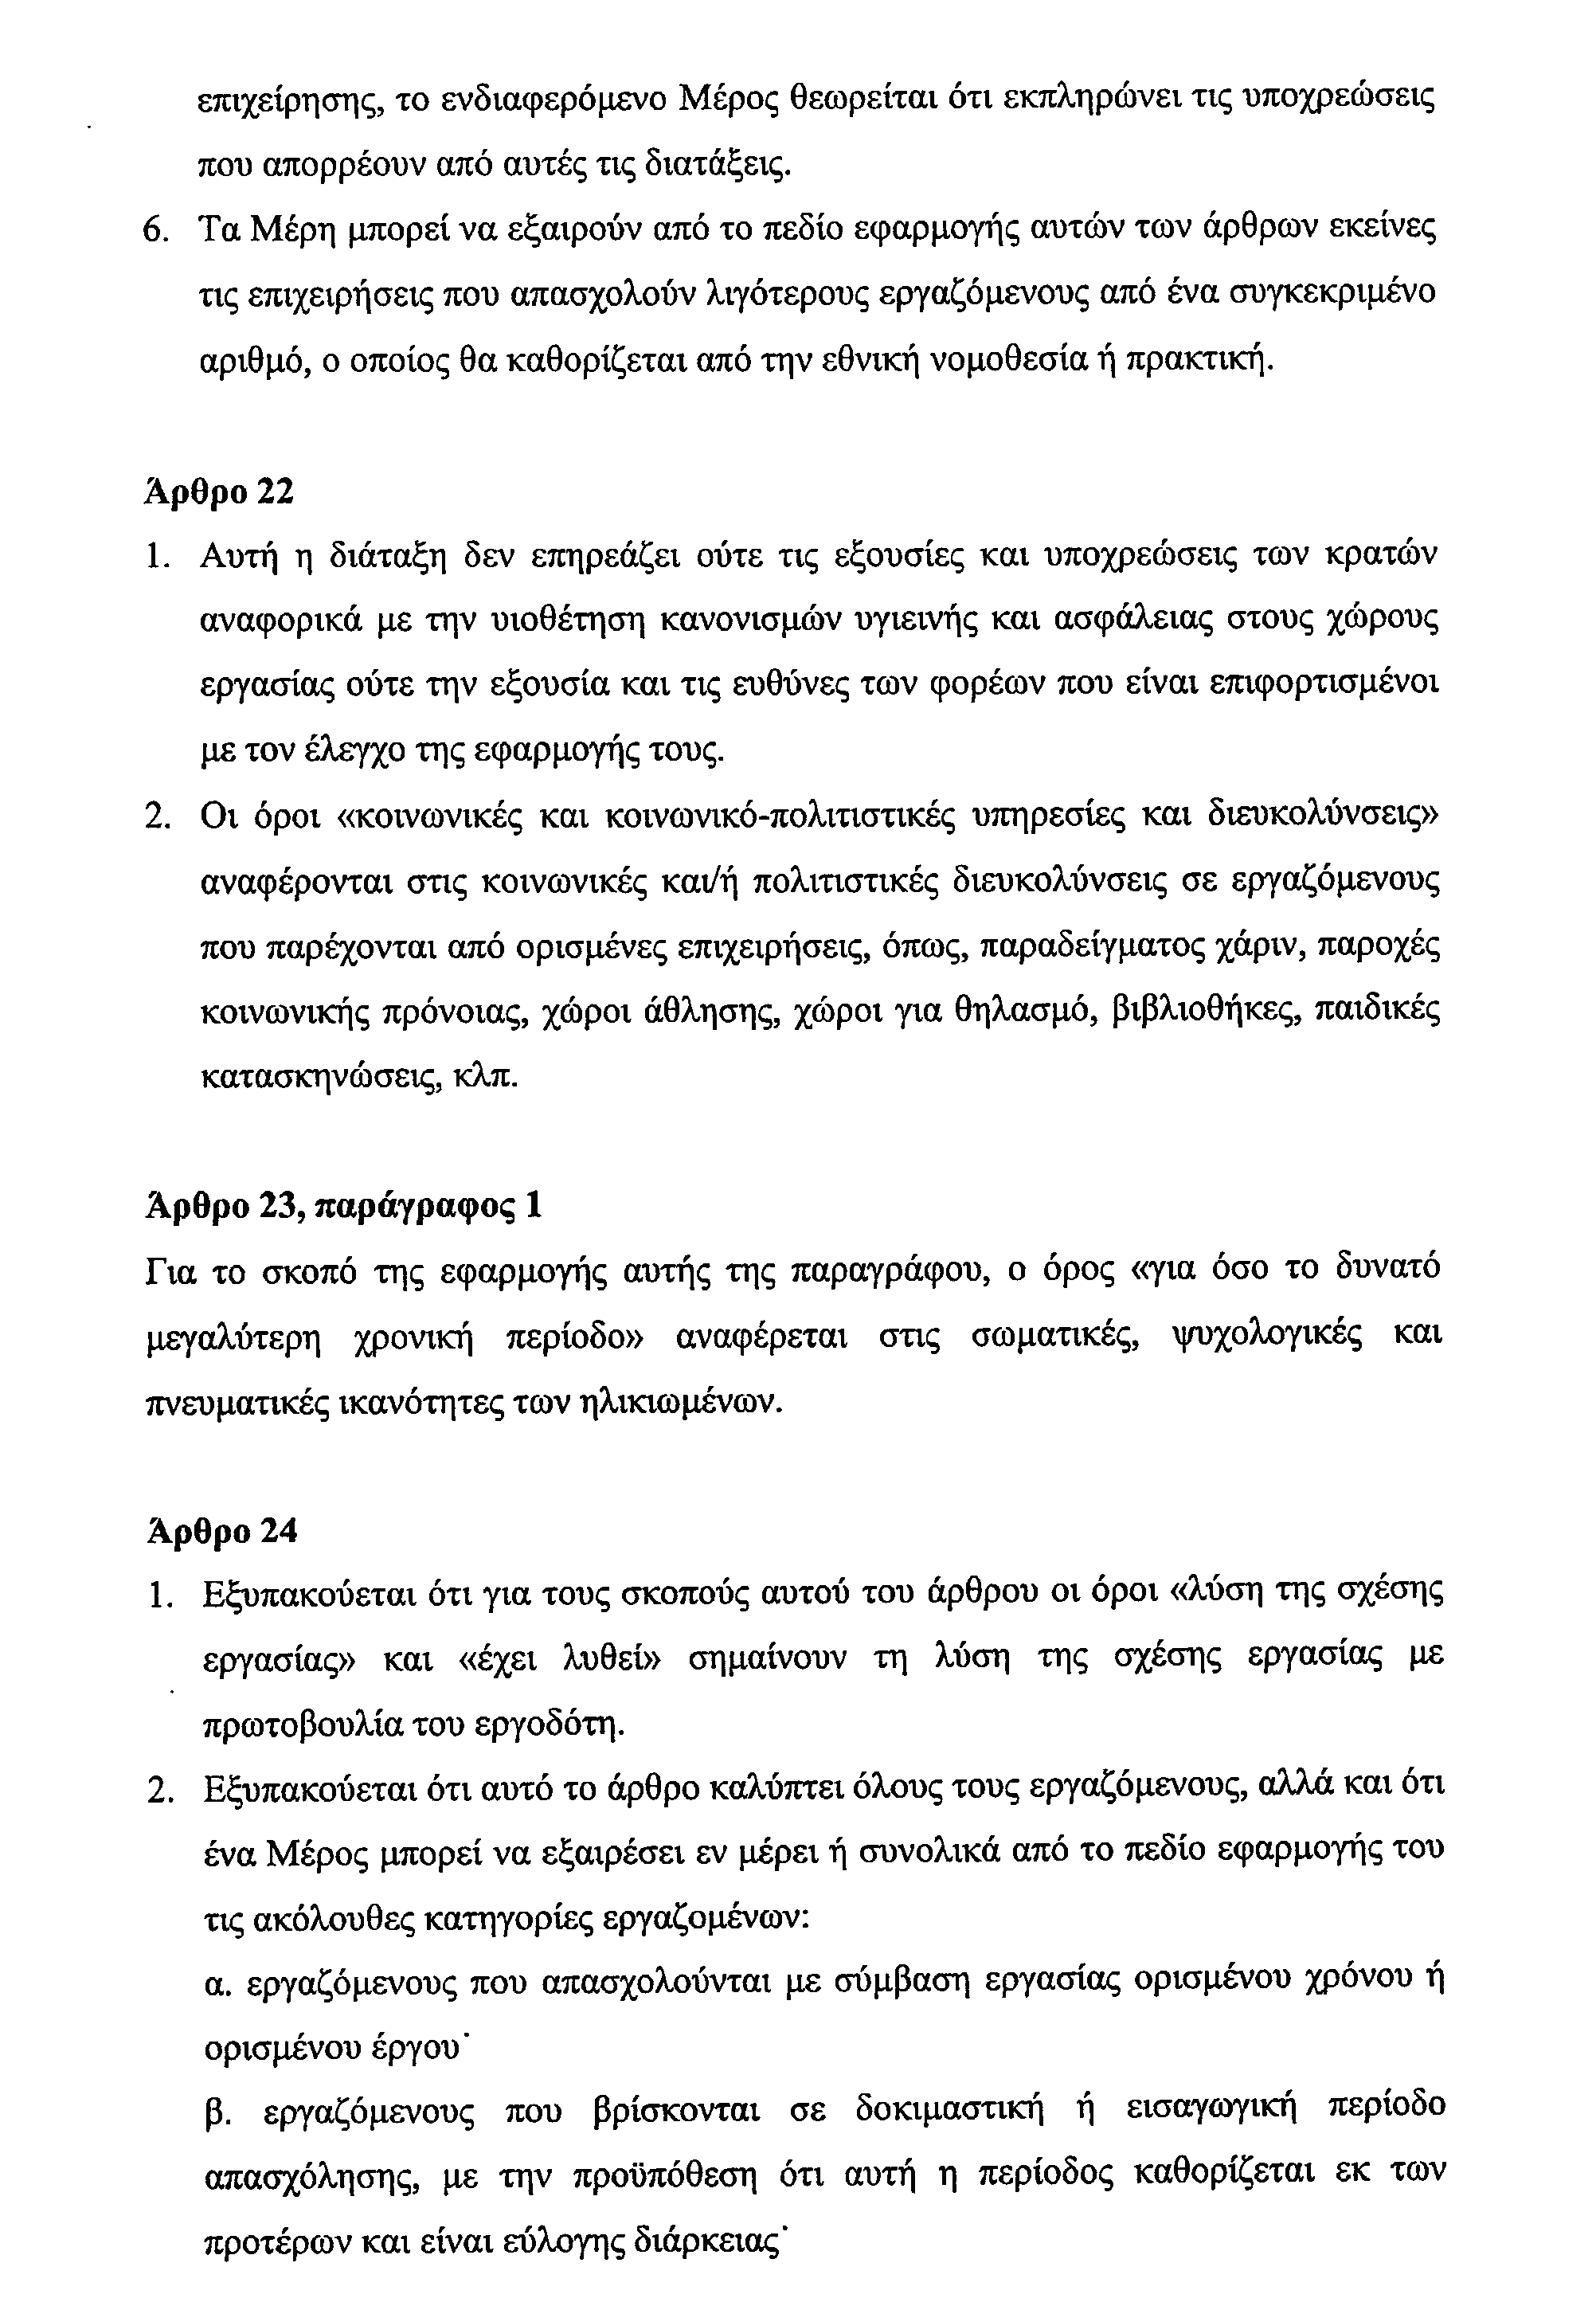 επιχείρησης, το ενδιαφερόμενο Μέρος θεωρείται ότι εκπληρώνει τις υποχρεώσεις
που απορρέουν από αυτές τις διατάξεις.
6. Τα Μέρη μπορεί να εξαιρούν από το πεδίο εφαρμογής αυτών των άρθρων εκείνες
τις επιχειρήσεις που απασχολούν λιγότερους εργαζόμενους από ένα συγκεκριμένο
αριθμό, ο οποίος θα καθορίζεται από την εθνική νομοθεσία ή πρακτική.
Άρθρο 22
1. Αυτή η διάταξη δεν επηρεάζει ούτε τις εξουσίες και υποχρεώσεις των κρατών
αναφορικά με την υιοθέτηση κανονισμών υγιεινής και ασφάλειας στους χώρους
εργασίας ούτε την εξουσία και τις ευθύνες των φορέων που είναι επιφορτισμένοι
με τον έλεγχο της εφαρμογής τους.
2. Οι όροι «κοινωνικές και κοινωνικό-πολιτιστικές υπηρεσίες και διευκολύνσεις»
αναφέρονται στις κοινωνικές και/ή πολιτιστικές διευκολύνσεις σε εργαζόμενους
που παρέχονται από ορισμένες επιχειρήσεις, όπως, παραδείγματος χάριν, παροχές
κοινωνικής πρόνοιας, χώροι άθλησης, χώροι για θηλασμό, βιβλιοθήκες, παιδικές
κατασκηνώσεις, κλπ.
Άρθρο 23, παράγραφος 1
Για το σκοπό της εφαρμογής αυτής της παραγράφου, ο όρος «για όσο το δυνατό
μεγαλύτερη χρονική περίοδο» αναφέρεται στις σωματικές, ψυχολογικές και
πνευματικές ικανότητες των ηλικιωμένων.
Άρθρο 24
1. Εξυπακούεται ότι για τους σκοπούς αυτού του άρθρου οι όροι «λύση της σχέσης
εργασίας» και «έχει λυθεί» σημαίνουν τη λύση της σχέσης εργασίας με
πρωτοβουλία του εργοδότη.
2. Εξυπακούεται ότι αυτό το άρθρο καλύπτει όλους τους εργαζόμενους, αλλά και ότι
ένα Μέρος μπορεί να εξαιρέσει εν μέρει ή συνολικά από το πεδίο εφαρμογής του
τις ακόλουθες κατηγορίες εργαζομένων:
α. εργαζόμενους που απασχολούνται με σύμβαση εργασίας ορισμένου χρόνου ή
ορισμένου έργου˙
β. εργαζόμενους που βρίσκονται σε δοκιμαστική ή εισαγωγική περίοδο
απασχόλησης, με την προϋπόθεση ότι αυτή η περίοδος καθορίζεται εκ των
προτέρων και είναι εύλογης διάρκειας˙